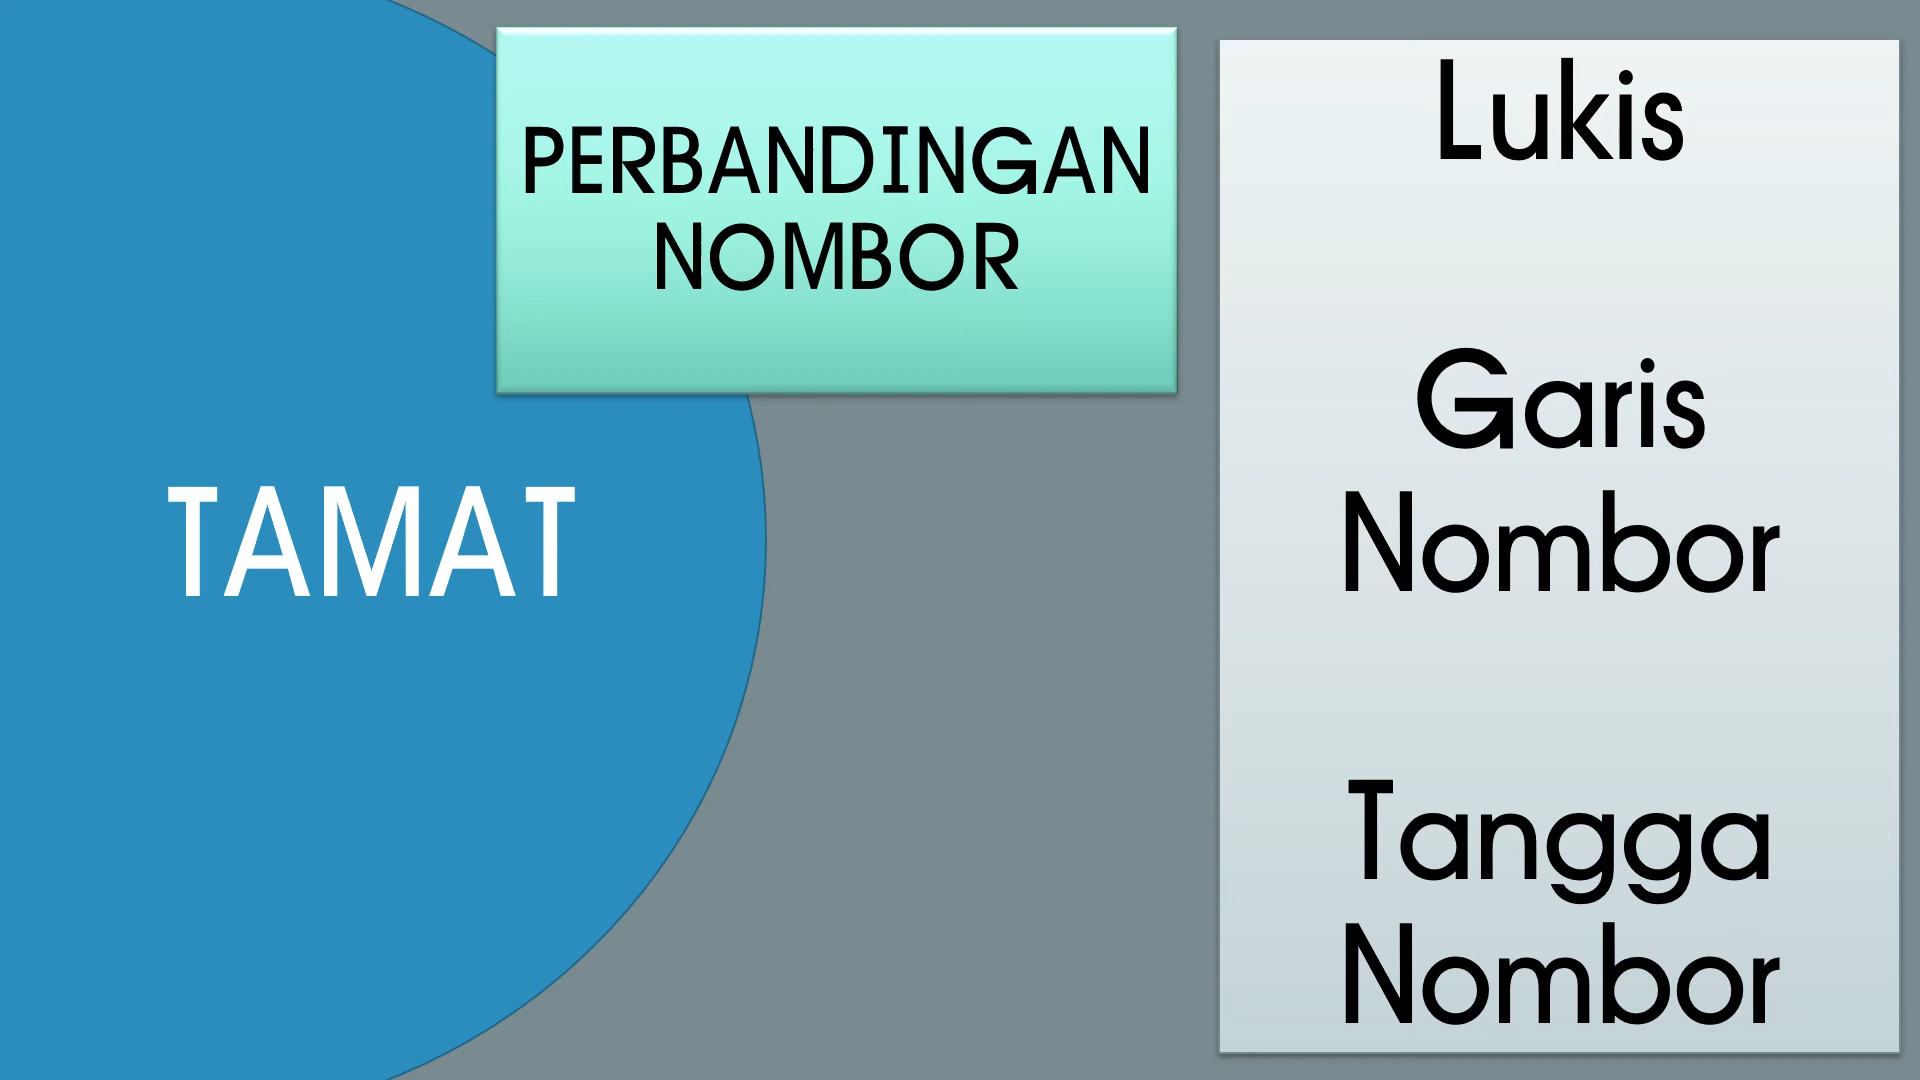 TAMAT
PERBANDINGAN
NOMBOR
Lukis
Garis
Nombor
Tangga
Nombor